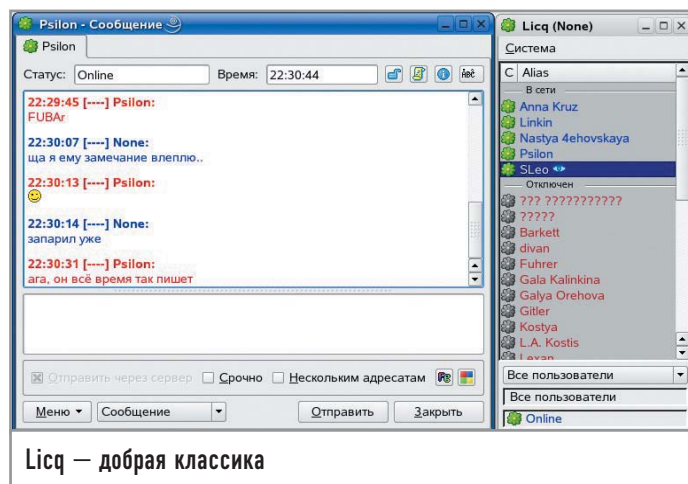 Psilon - Сообщение
Psilon
Статус: Online Время: 22:30:44
22:29:45 [----] Psilon:
FUBAr
22:30:07 [----] None:
ща я ему замечание влеплю..
22:30:13 [----] Psilon:
22:30:14 [----] None:
запарил уже
22:30:31 [----] Psilon:
ага, он всё время так пишет
Отправить через сервер Срочно Нескольким адресатам
Меню Сообщение Отправить Закрыть
Licq (None)
Система
С Alias
В сети
Anna Kruz
Linkin
Nastya 4ehovskaya
Psilon
SLeo
Отключен
??? ???????????
?????
Barkett
divan
Fuhrer
Gala Kalinkina
Galya Orehova
Gitler
Kostya
L.A. Kostis
Lexan
Все пользователи
Все пользователи
Online
Licq — добрая классика